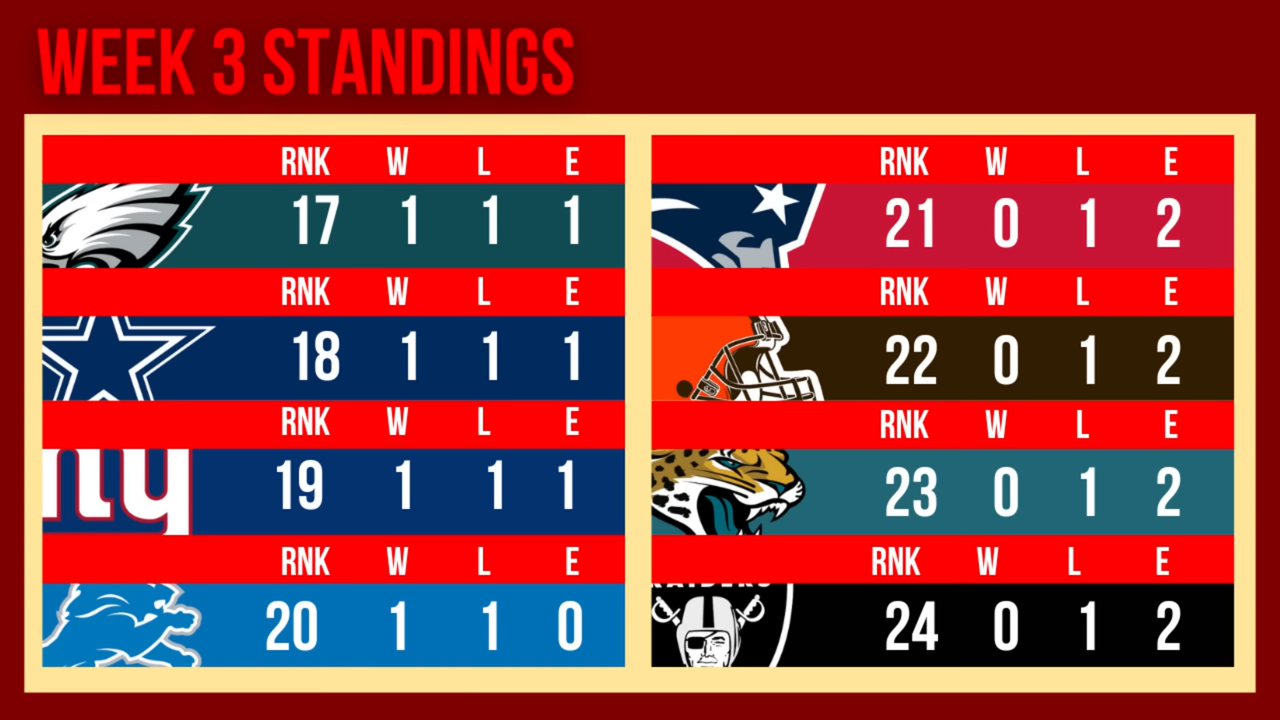 WEEK 3 STANDINGS
RNK W L E
17 1 1 1
RNK W L E
18 1 1 1
RNK W L E
ny
19 1 1 1
RNK W L E
20 1 1 0
RNK W L E
21 0 1 2
RNK W L E
22 0 1 2
RNK W L E
23 0 1 2
RNK W L E
RAIDERS
24 0 1 2